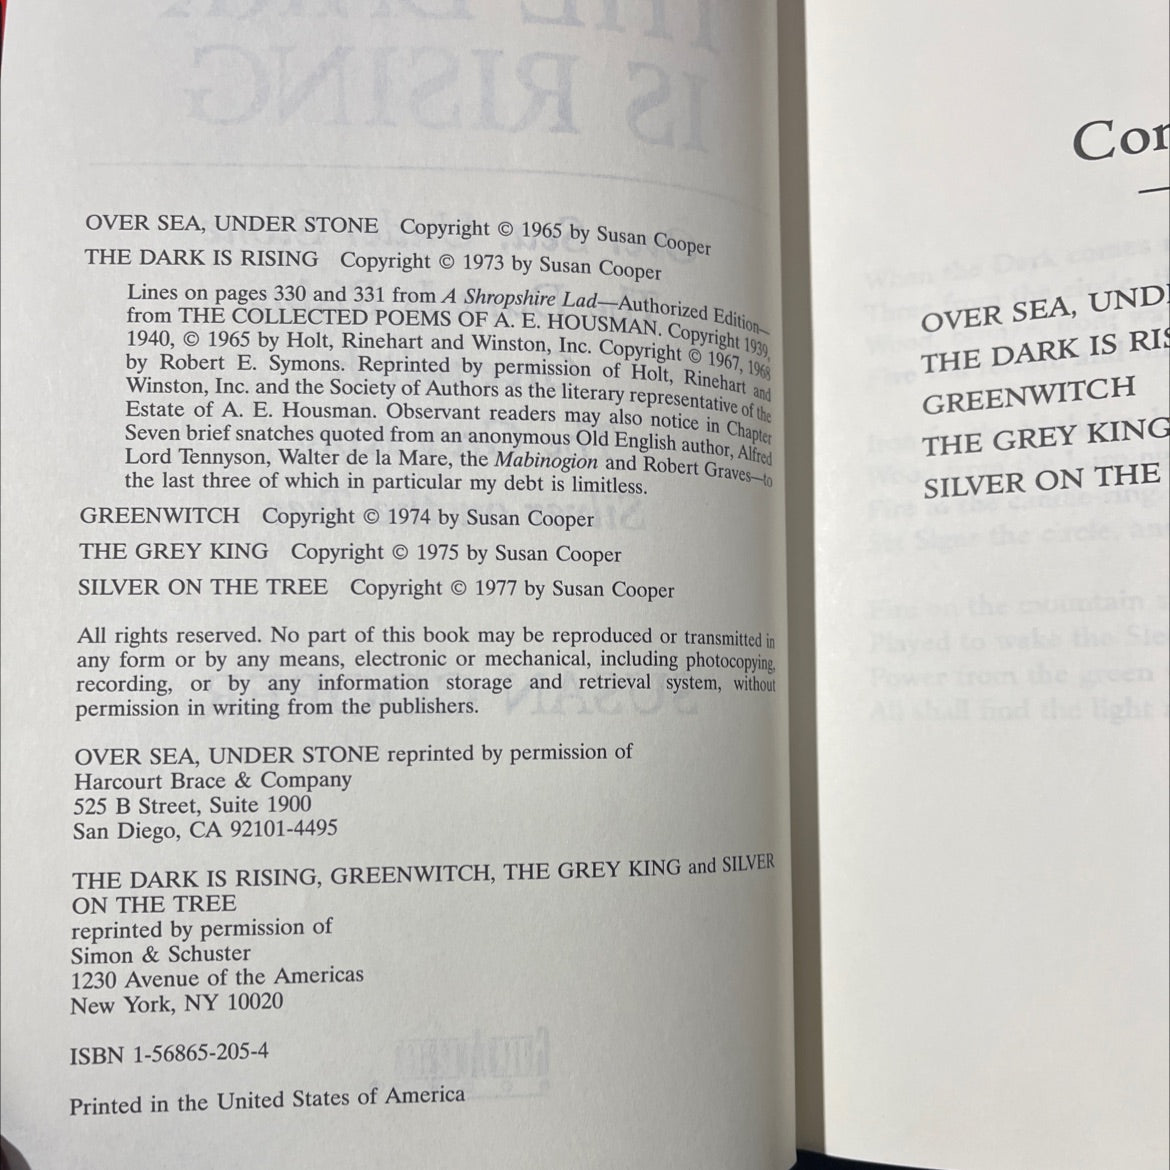 THE DARK
IS RISING
OVER SEA, UNDER STONE Copyright © 1965 by Susan Cooper
THE DARK IS RISING Copyright © 1973 by Susan Cooper
Lines on pages 330 and 331 from A Shropshire Lad—Authorized Edition—
from THE COLLECTED POEMS OF A. E. HOUSMAN. Copyright 1939,
1940, © 1965 by Holt, Rinehart and Winston, Inc. Copyright © 1967, 1968
by Robert E. Symons. Reprinted by permission of Holt, Rinehart and
Winston, Inc. and the Society of Authors as the literary representative of the
Estate of A. E. Housman. Observant readers may also notice in Chapter
Seven brief snatches quoted from an anonymous Old English author, Alfred
Lord Tennyson, Walter de la Mare, the Mabinogion and Robert Graves—to
the last three of which in particular my debt is limitless.
GREENWITCH Copyright © 1974 by Susan Cooper
THE GREY KING Copyright © 1975 by Susan Cooper
SILVER ON THE TREE Copyright © 1977 by Susan Cooper
All rights reserved. No part of this book may be reproduced or transmitted in
any form or by any means, electronic or mechanical, including photocopying,
recording, or by any information storage and retrieval system, without
permission in writing from the publishers.
OVER SEA, UNDER STONE reprinted by permission of
Harcourt Brace & Company
525 B Street, Suite 1900
San Diego, CA 92101-4495
THE DARK IS RISING, GREENWITCH, THE GREY KING and SILVER
ON THE TREE
reprinted by permission of
Simon & Schuster
1230 Avenue of the Americas
New York, NY 10020
ISBN 1-56865-205-4
Printed in the United States of America
Con
OVER SEA, UNDE
THE DARK IS RIS
GREENWITCH
THE GREY KING
SILVER ON THE